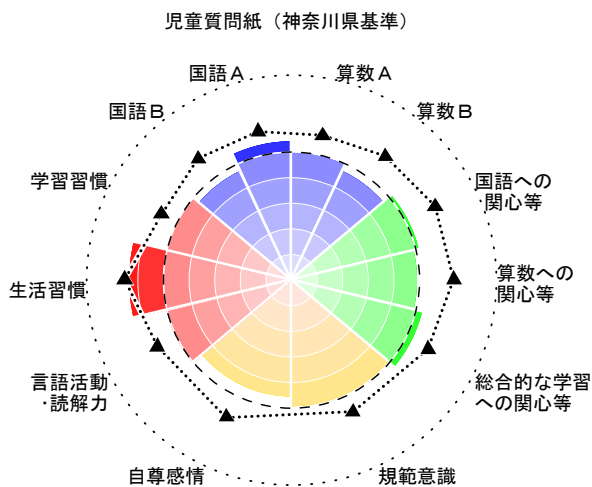 児童質問紙（神奈川県基準）
国語Ａ
算数Ａ
国語Ｂ
算数Ｂ
学習習慣
国語への
関心等
生活習慣
算数への
関心等
言語活動
・読解力
総合的な学習
への関心等
自尊感情
規範意識